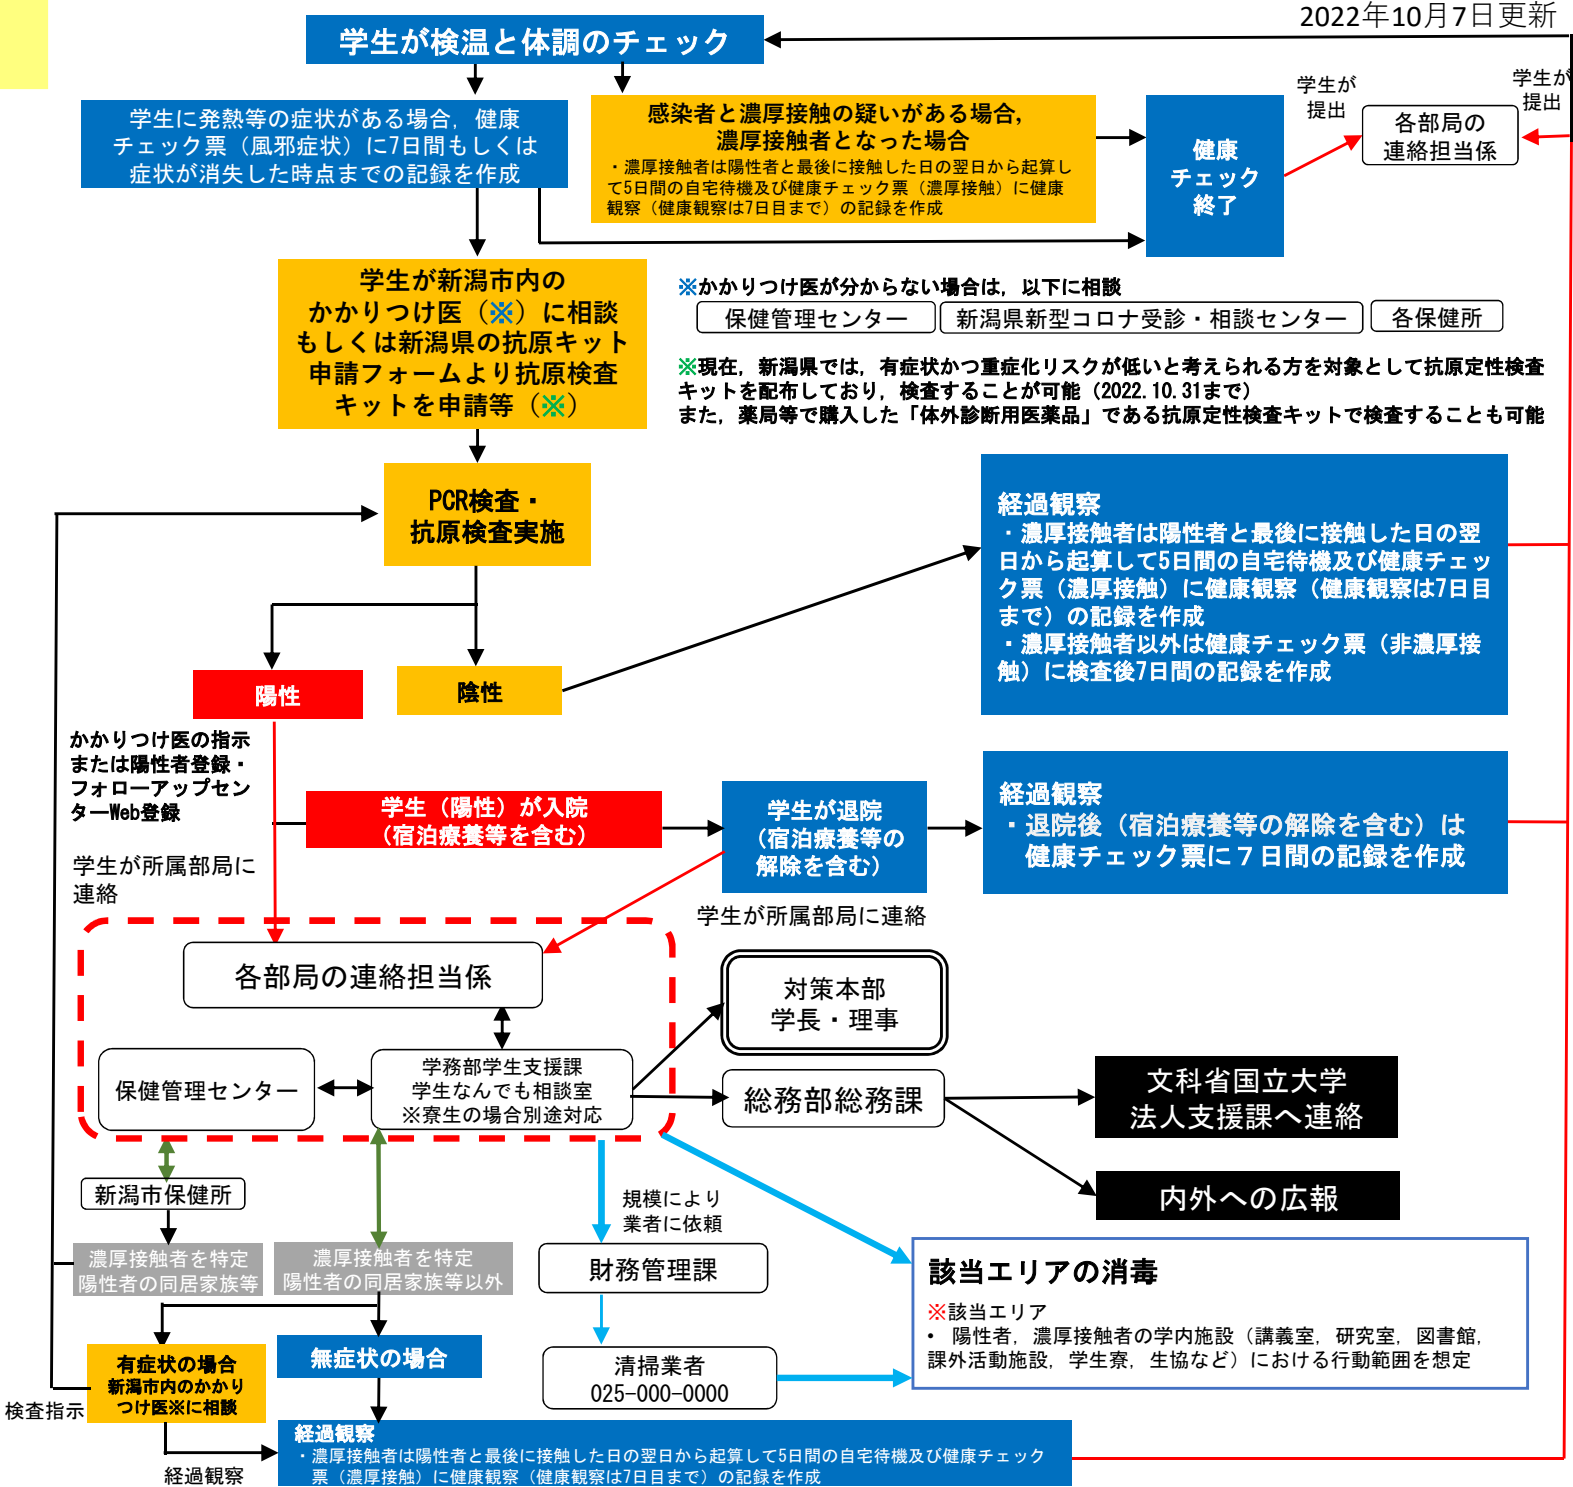 2022年10月7日更新
学生が検温と体調のチェック
学生が
提出
学生が
提出
学生に発熱等の症状がある場合，健康
チェック票（風邪症状）に7日間もしくは
症状が消失した時点までの記録を作成
感染者と濃厚接触の疑いがある場合，
濃厚接触者となった場合
・濃厚接触者は陽性者と最後に接触した日の翌日から起算し
て5日間の自宅待機及び健康チェック票（濃厚接触）に健康
観察（健康観察は7日目まで）の記録を作成
健康
チェック
終了
各部局の
連絡担当係
学生が新潟市内の
かかりつけ医（※）に相談
もしくは新潟県の抗原キット
申請フォームより抗原検査
キットを申請等（※）
※かかりつけ医が分からない場合は，以下に相談
保健管理センター
新潟県新型コロナ受診・相談センター
各保健所
※現在，新潟県では，有症状かつ重症化リスクが低いと考えられる方を対象として抗原定性検査
キットを配布しており，検査することが可能（2022.10.31まで）
また，薬局等で購入した「体外診断用医薬品」である抗原定性検査キットで検査することも可能
PCR検査・
抗原検査実施
経過観察
・濃厚接触者は陽性者と最後に接触した日の翌
日から起算して5日間の自宅待機及び健康チェッ
ク票（濃厚接触）に健康観察（健康観察は7日目
まで）の記録を作成
・濃厚接触者以外は健康チェック票（非濃厚接
触）に検査後7日間の記録を作成
陽性
陰性
かかりつけ医の指示
または陽性者登録・
フォローアップセン
ターWeb登録
学生（陽性）が入院
（宿泊療養等を含む）
学生が退院
（宿泊療養等の
解除を含む）
経過観察
・退院後（宿泊療養等の解除を含む）は
健康チェック票に７日間の記録を作成
学生が所属部局に
連絡
学生が所属部局に連絡
各部局の連絡担当係
対策本部
学長・理事
保健管理センター
学務部学生支援課
学生なんでも相談室
※寮生の場合別途対応
総務部総務課
文科省国立大学
法人支援課へ連絡
内外への広報
新潟市保健所
規模により
業者に依頼
濃厚接触者を特定
陽性者の同居家族等
濃厚接触者を特定
陽性者の同居家族等以外
財務管理課
該当エリアの消毒
※該当エリア
• 陽性者，濃厚接触者の学内施設（講義室，研究室，図書館，
課外活動施設，学生寮，生協など）における行動範囲を想定
有症状の場合
新潟市内のかかり
つけ医※に相談
無症状の場合
清掃業者
025-000-0000
検査指示
経過観察
経過観察
・濃厚接触者は陽性者と最後に接触した日の翌日から起算して5日間の自宅待機及び健康チェック
票（濃厚接触）に健康観察（健康観察は7日目まで）の記録を作成